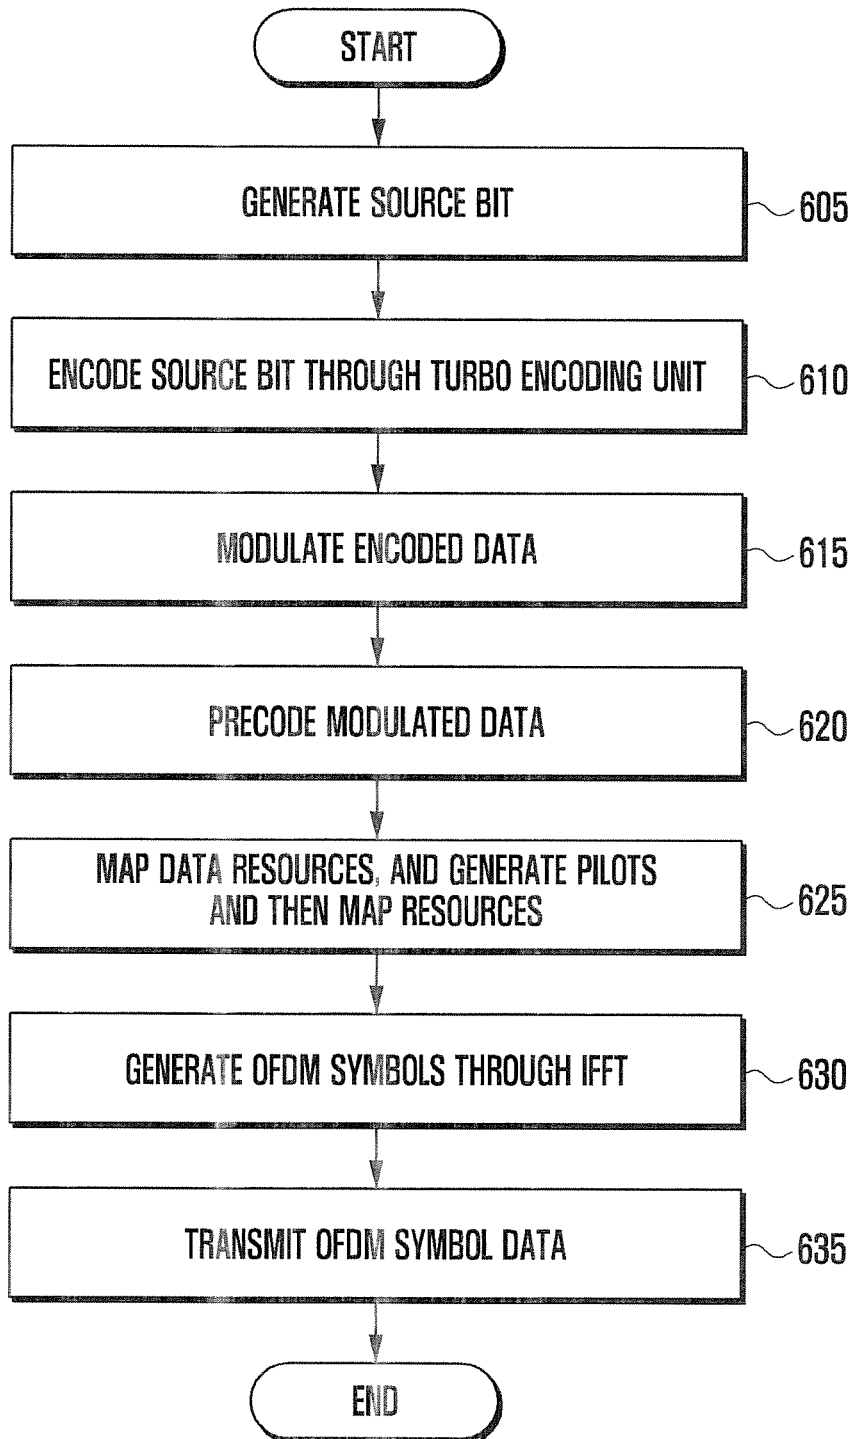 START
GENERATE SOURCE BIT
605
ENCODE SOURCE BIT THROUGH TURBO ENCODING UNIT
610
MODULATE ENCODED DATA
615
PRECODE MODULATED DATA
620
MAP DATA RESOURCES, AND GENERATE PILOTS
AND THEN MAP RESOURCES
625
GENERATE OFDM SYMBOLS THROUGH IFFT
630
TRANSMIT OFDM SYMBOL DATA
635
END